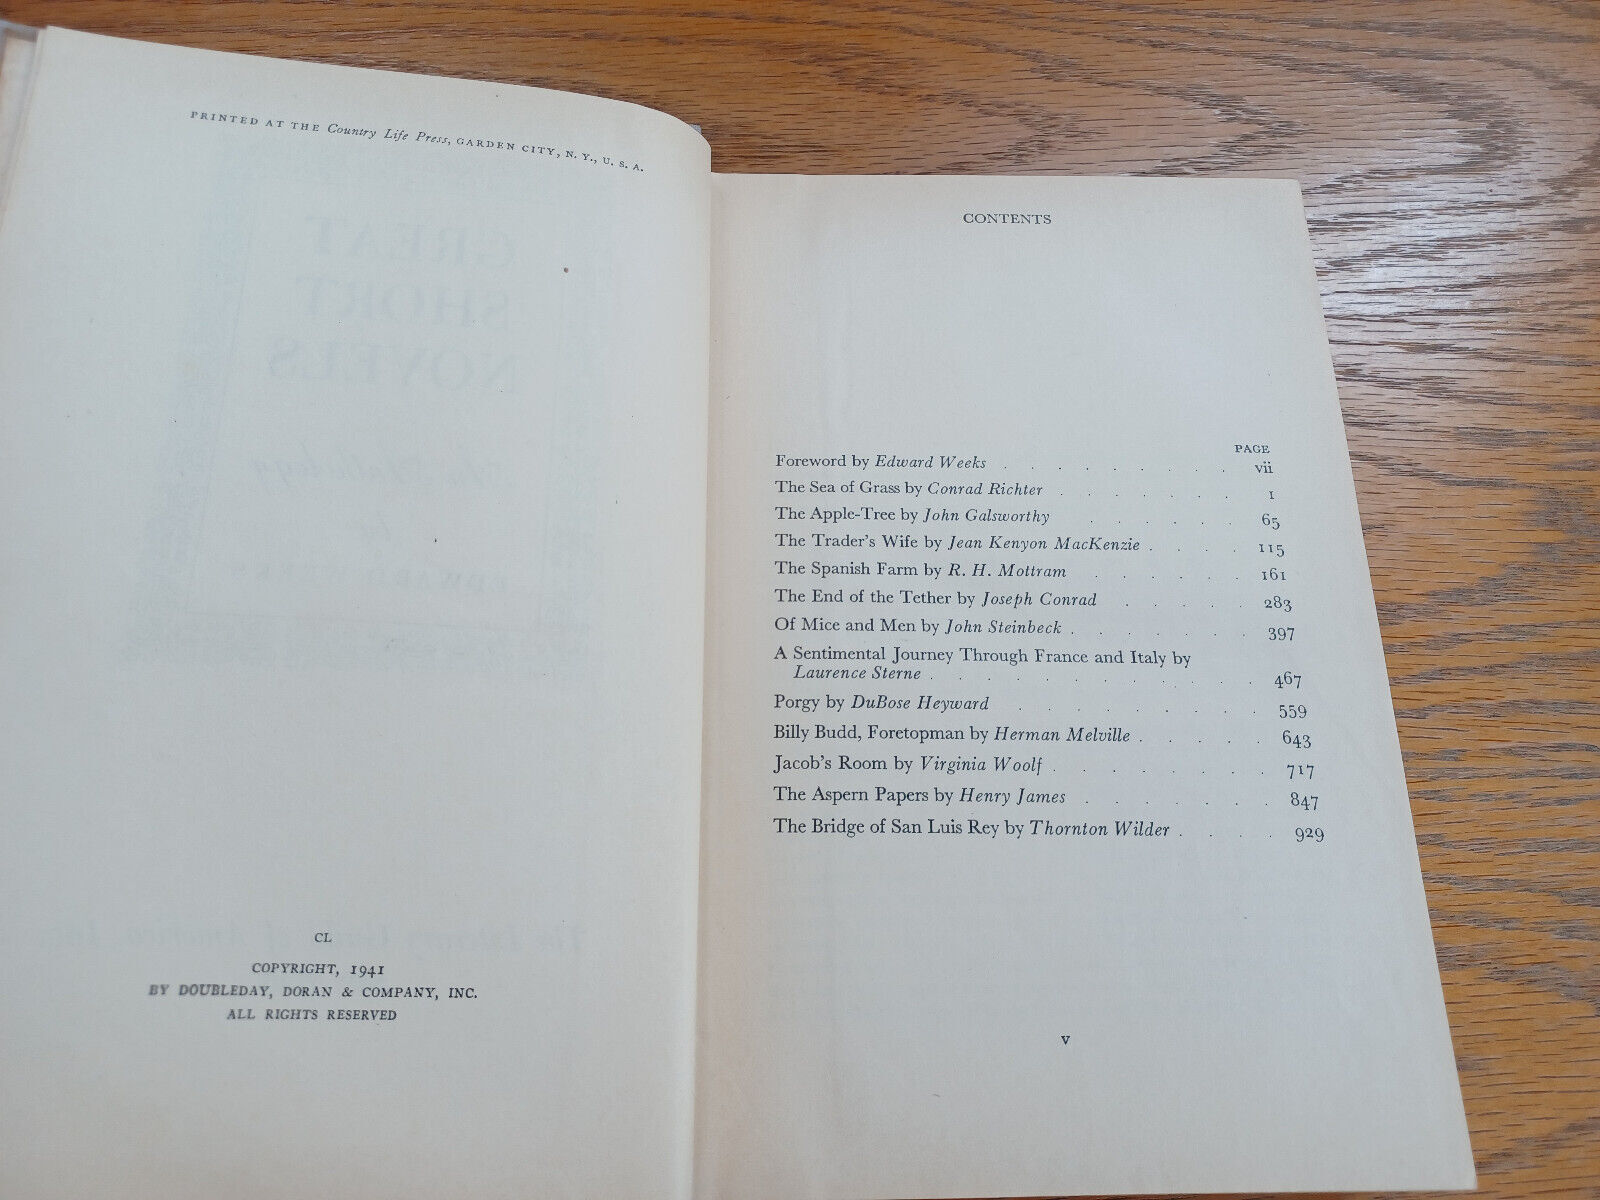 PRINTED AT THE Country Life Press, GARDEN CITY, N. Y., U. S. A.
GREAT
SHORT
NOVELS
CL
COPYRIGHT, 1941
BY DOUBLEDAY, DORAN & COMPANY, INC.
ALL RIGHTS RESERVED
CONTENTS
PAGE
Foreword by Edward Weeks . . . . . . . . . vii
The Sea of Grass by Conrad Richter . . . . . . . 1
The Apple-Tree by John Galsworthy . . . . . . 65
The Trader's Wife by Jean Kenyon MacKenzie . . . . 115
The Spanish Farm by R. H. Mottram . . . . . . 161
The End of the Tether by Joseph Conrad . . . . . 283
Of Mice and Men by John Steinbeck . . . . . . . 397
A Sentimental Journey Through France and Italy by
Laurence Sterne . . . . . . . . . . . . 467
Porgy by DuBose Heyward . . . . . . . . . 559
Billy Budd, Foretopman by Herman Melville . . . . . 643
Jacob's Room by Virginia Woolf . . . . . . . . 717
The Aspern Papers by Henry James . . . . . . . 847
The Bridge of San Luis Rey by Thornton Wilder . . . . 929
v